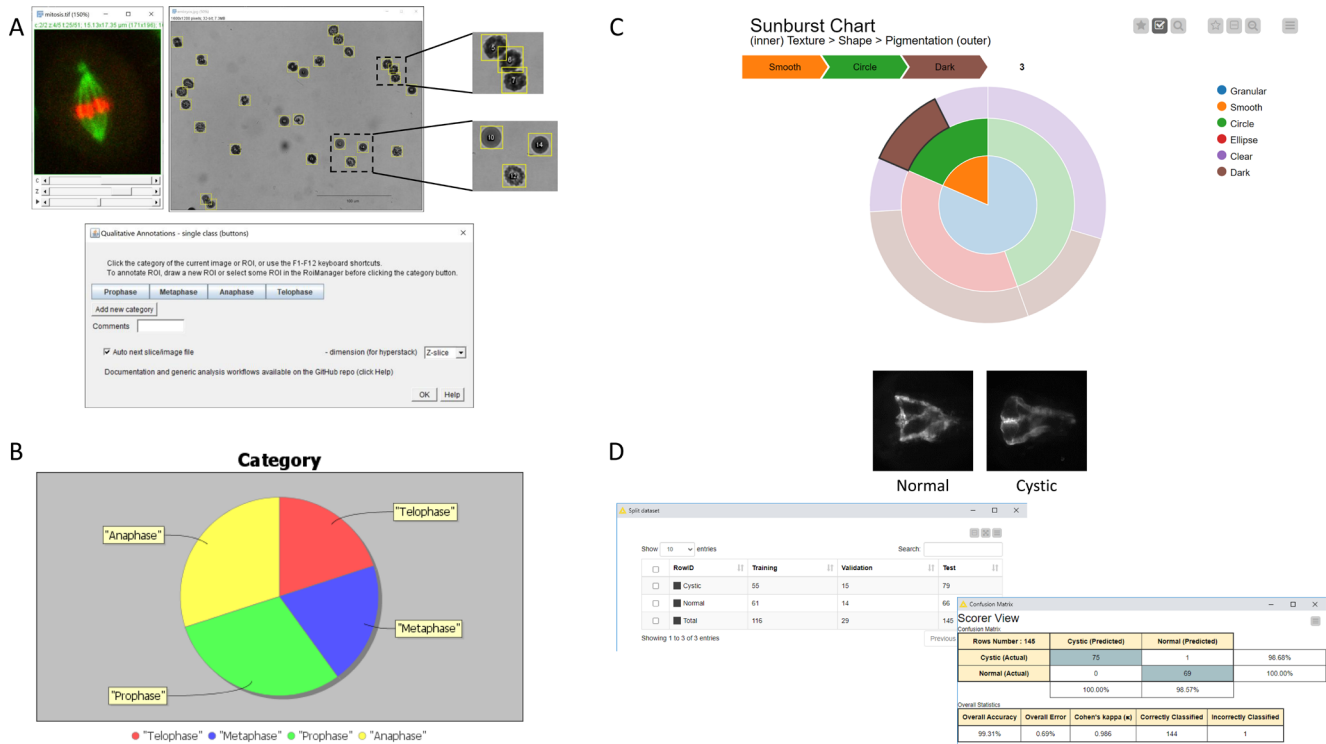 A
mitosis.tif (150%)
Qualitative Annotations - single class (buttons)
Click the category of the current image or ROI, or use the F1-F12 keyboard shortcuts.
To annotate ROI, draw a new ROI or select some ROI in the RoiManager before clicking the category button.
Prophase Metaphase Anaphase Telophase
Add new category
Comments
Auto next slice/image file - dimension (for hyperstack) Z-slice
Documentation and generic analysis workflows available on the GitHub repo (click Help)
OK Help
6
7
10
14
B
Category
"Telophase"
"Anaphase"
"Metaphase"
"Prophase"
"Telophase" "Metaphase" "Prophase" "Anaphase"
C
Sunburst Chart
(inner) Texture > Shape > Pigmentation (outer)
Smooth Circle Dark 3
Granular
Smooth
Circle
Ellipse
Clear
Dark
D
Normal Cystic
Split dataset
Show 10 entries Search:
RowID Training Validation Test
Cystic 55 15 79
Normal 61 14 66
Total 116 29 145
Showing 1 to 3 of 3 entries Previous
Confusion Matrix
Scorer View
Confusion Matrix
Rows Number : 145 Cystic (Predicted) Normal (Predicted)
Cystic (Actual) 75 1 98.68%
Normal (Actual) 0 69 100.00%
100.00% 98.57%
Overall Statistics
Overall Accuracy Overall Error Cohen's kappa (κ) Correctly Classified Incorrectly Classified
99.31% 0.69% 0.986 144 1